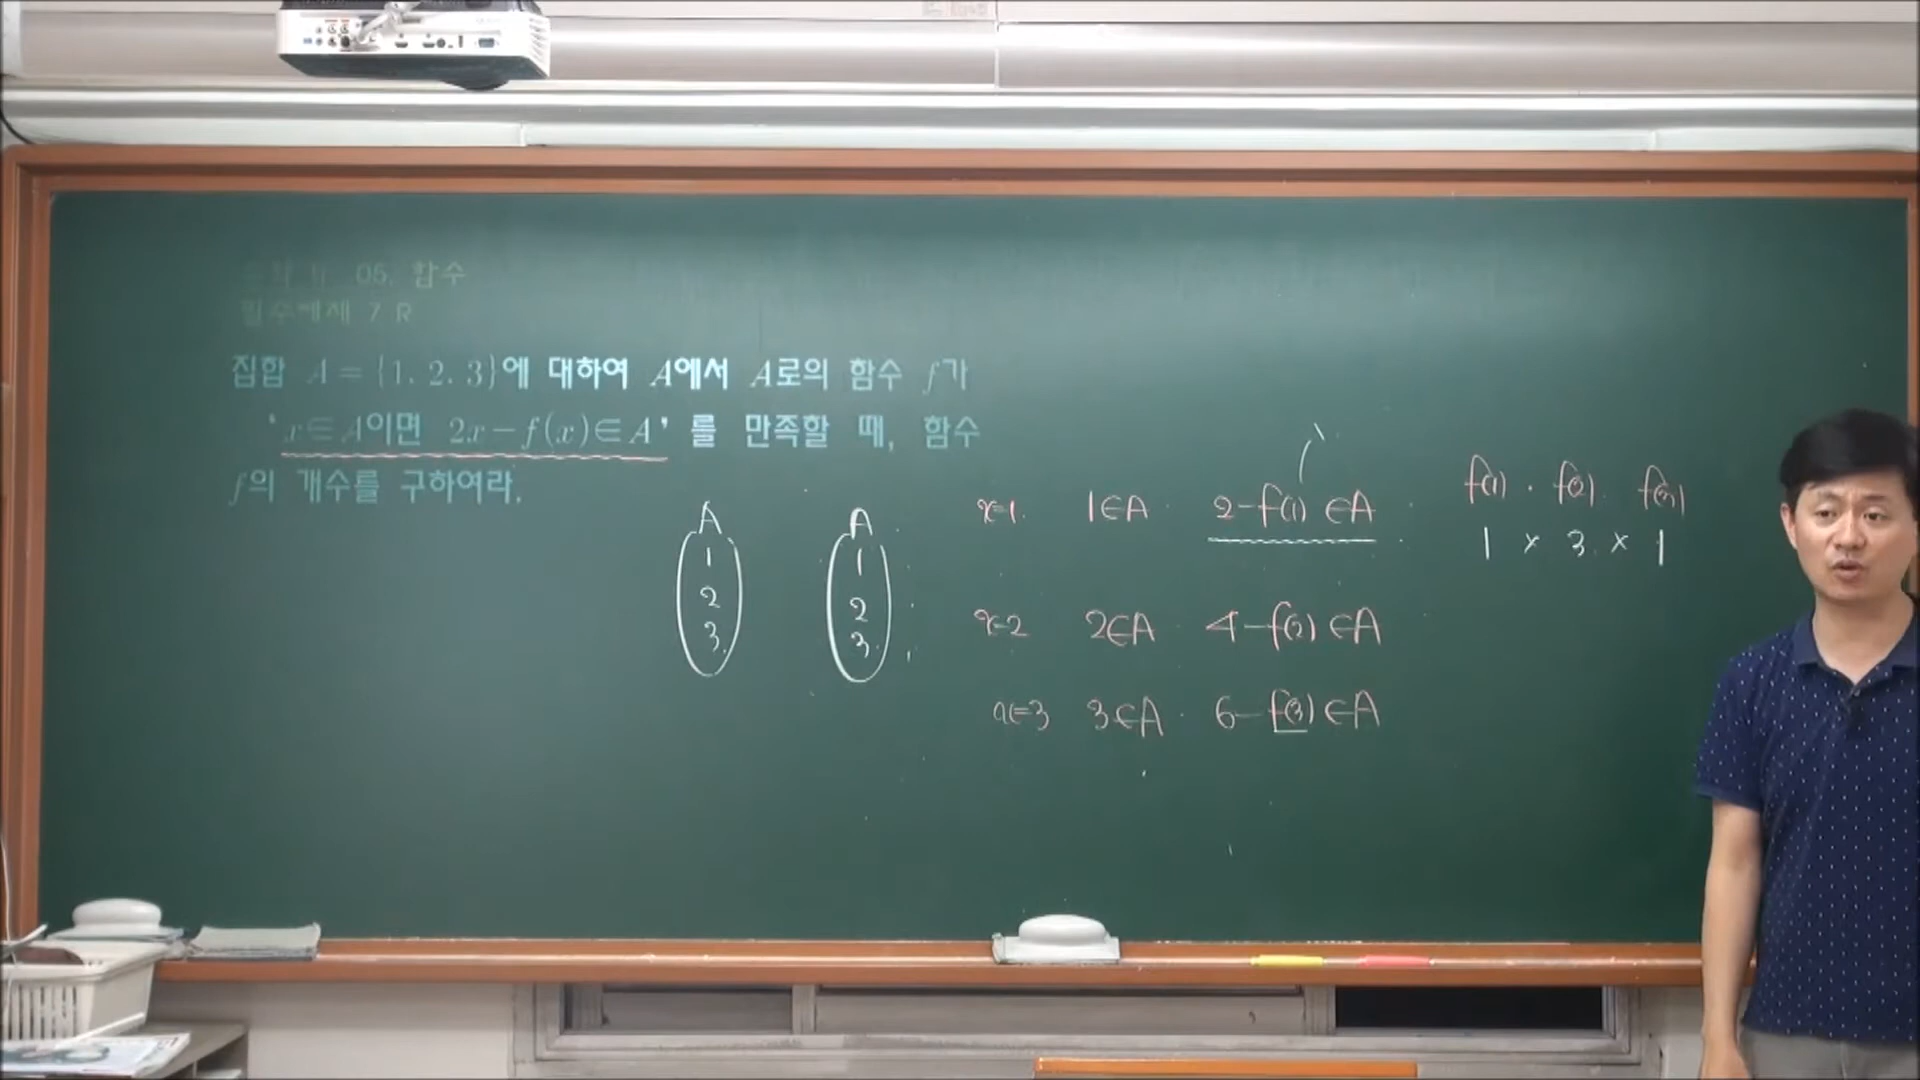 05. 함수
필수예제 7 R
집합 A = {1. 2. 3}에 대하여 A에서 A로의 함수 f가
'x∈A이면 2x-f(x)∈A'를 만족할 때, 함수
f의 개수를 구하여라.
A A
1 1
2 2
3 3
x=1. 1∈A 2-f(1) ∈A
x=2 2∈A 4-f(2) ∈A
x=3 3∈A 6-f(3) ∈A
f(1) · f(2) f(3)
1 × 3 × 1